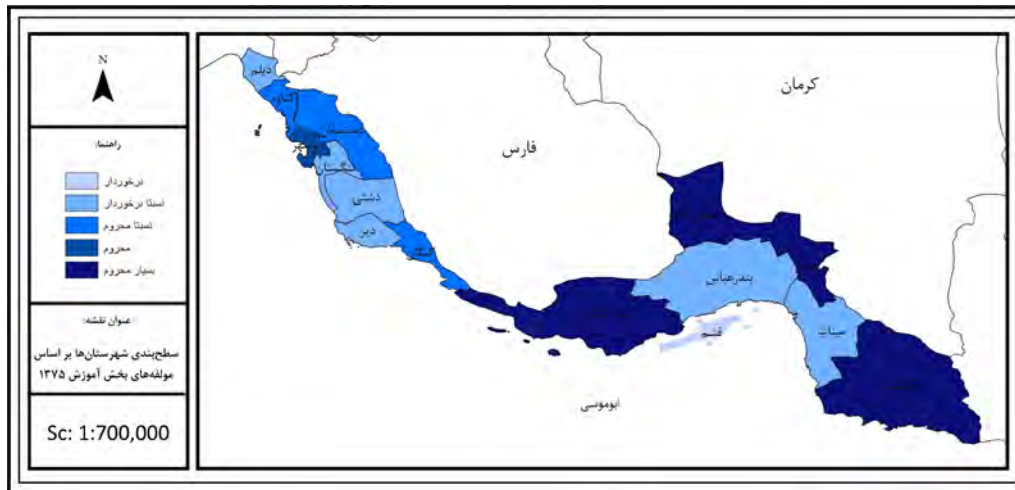 N
راهنما:
برخوردار
نسبتا برخوردار
نسبتا محروم
محروم
بسیار محروم
عنوان نقشه:
سطح‌بندی شهرستان‌ها بر اساس
مولفه‌های بخش آموزش ۱۳۷۵
Sc: 1:700,000
دیلم
کرمان
فارس
دشتی
دیر
بندرعباس
میناب
قشم
ابوموسی